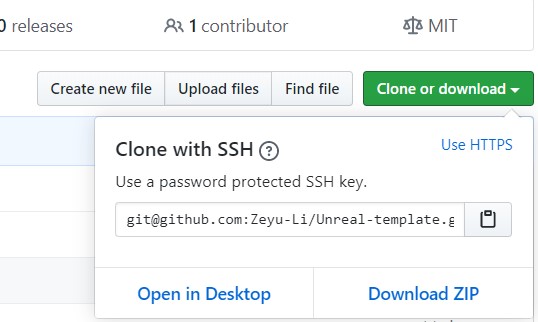 0 releases
1 contributor
MIT
Create new file
Upload files
Find file
Clone or download
Clone with SSH ?
Use HTTPS
Use a password protected SSH key.
git@github.com:Zeyu-Li/Unreal-template.g
Open in Desktop
Download ZIP